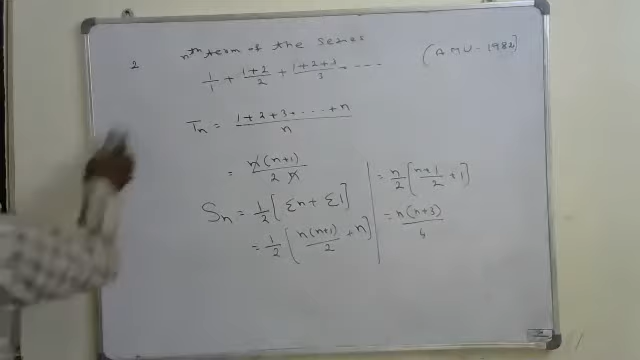 2 nth term of the series (AMU-1982)
1/1 + 1+2/2 + 1+2+3/3 ....
Tn = 1+2+3.....+n/n
= n(n+1)/2n
Sn = 1/2 [Σn + Σ1]
= 1/2 [n(n+1)/2 + n]
= n/2 [n+1/2 + 1]
= n(n+3)/4